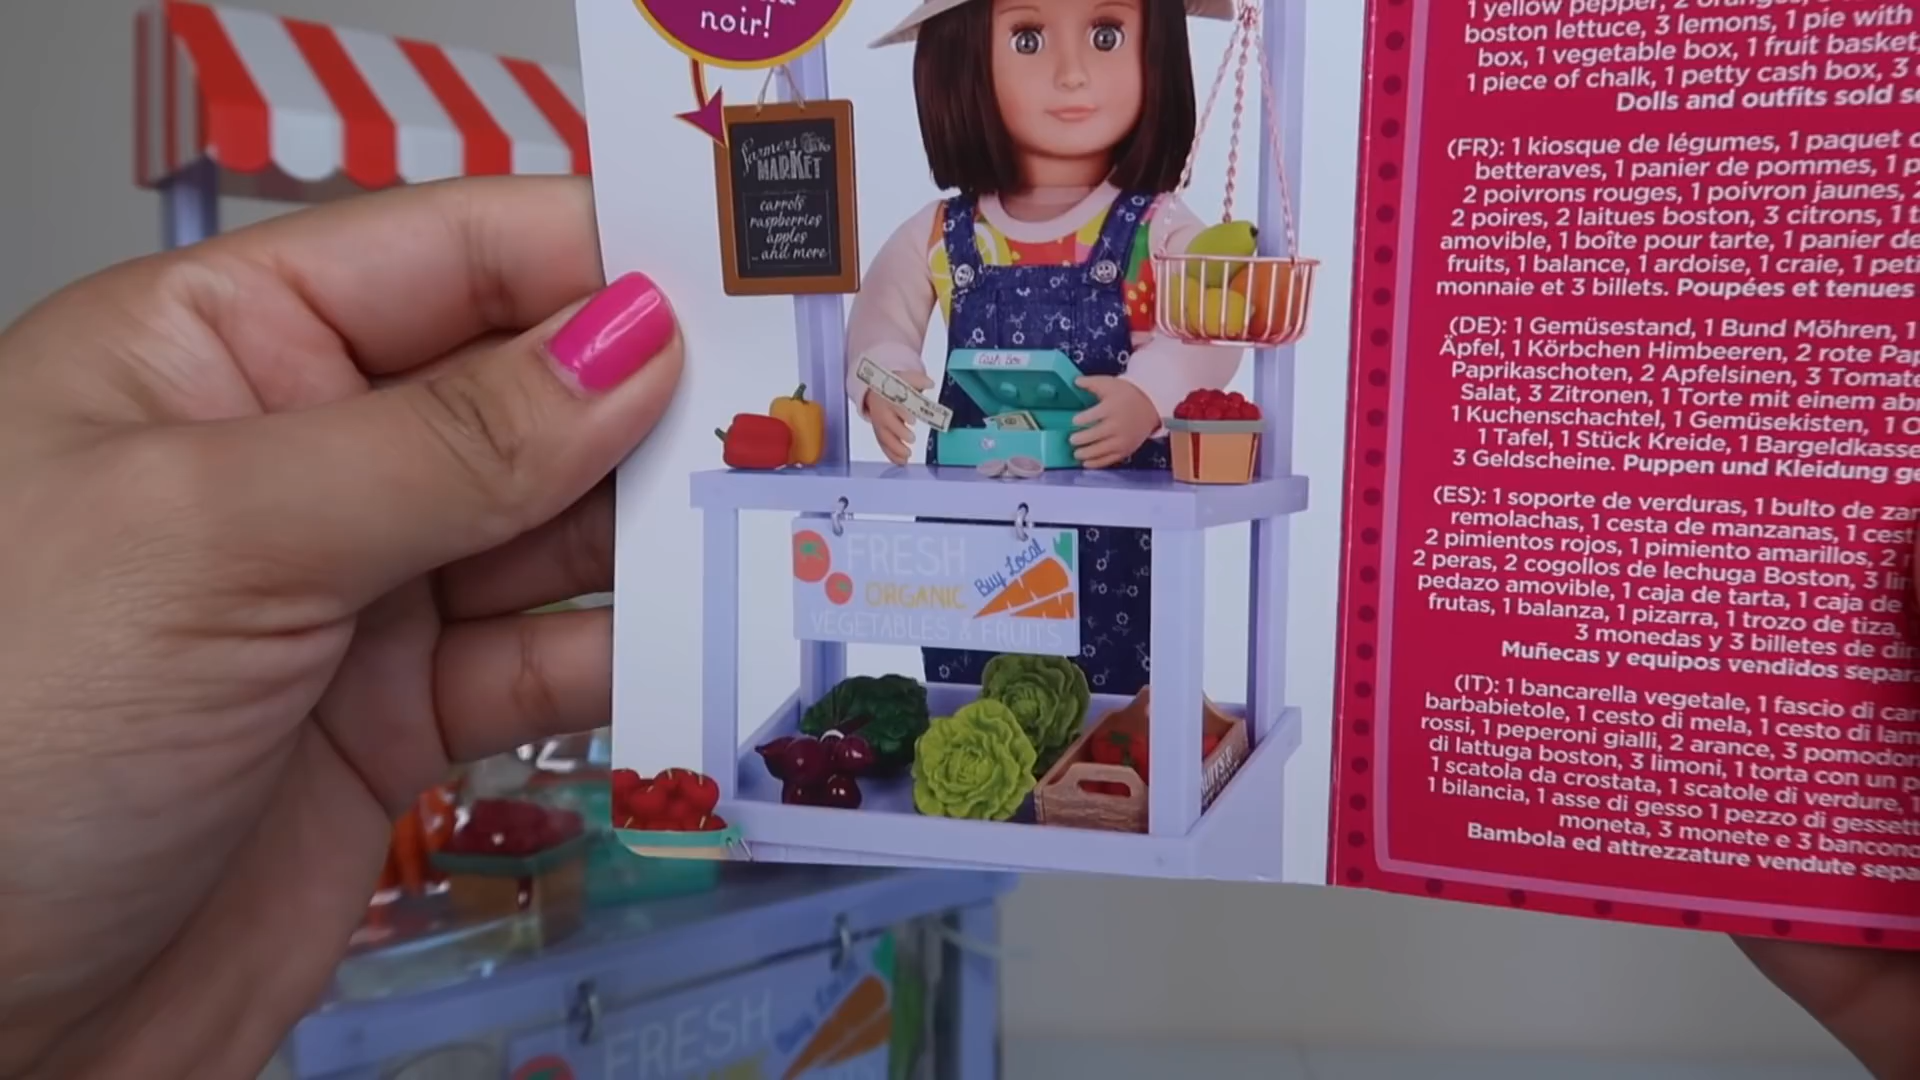 noir!
farmers
MARKET
carrots
raspberries
apples
...and more
Cash Box
FRESH
Buy Local
ORGANIC
VEGETABLES & FRUITS
1 yellow pepper, 2 oranges,
boston lettuce, 3 lemons, 1 pie with
box, 1 vegetable box, 1 fruit basket,
1 piece of chalk, 1 petty cash box, 3
Dolls and outfits sold
(FR): 1 kiosque de légumes, 1 paquet
betteraves, 1 panier de pommes, 1
2 poivrons rouges, 1 poivron jaunes,
2 poires, 2 laitues boston, 3 citrons, 1
amovible, 1 boîte pour tarte, 1 panier de
fruits, 1 balance, 1 ardoise, 1 craie, 1
monnaie et 3 billets. Poupées et tenues
(DE): 1 Gemüsestand, 1 Bund Möhren, 1
Äpfel, 1 Körbchen Himbeeren, 2 rote
Paprikaschoten, 2 Apfelsinen, 3
Salat, 3 Zitronen, 1 Torte mit einem
1 Kuchenschachtel, 1 Gemüsekisten, 1
1 Tafel, 1 Stück Kreide, 1
3 Geldscheine. Puppen und Kleidung
(ES): 1 soporte de verduras, 1 bulto de
remolachas, 1 cesta de manzanas, 1
2 pimientos rojos, 1 pimiento amarillos, 2
2 peras, 2 cogollos de lechuga Boston, 3
pedazo amovible, 1 caja de tarta, 1 caja de
frutas, 1 balanza, 1 pizarra, 1 trozo de tiza,
3 monedas y 3 billetes de
Muñecas y equipos vendidos
(IT): 1 bancarella vegetale, 1 fascio di
barbabietole, 1 cesto di mela, 1 cesto di
rossi, 1 peperoni gialli, 2 arance, 3
di lattuga boston, 3 limoni, 1 torta con un
1 scatola da crostata, 1 scatole di verdure,
1 bilancia, 1 asse di gesso 1 pezzo di
moneta, 3 monete e 3
Bambola ed attrezzature vendute
FRESH